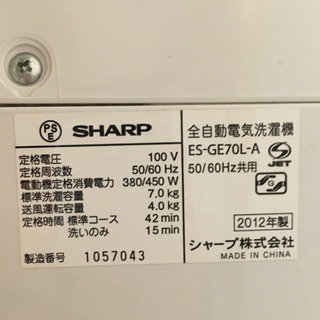 PS
E
SHARP
定格電圧 100 V
定格周波数 50/60 Hz
電動機定格消費電力 380/450 W
標準洗濯容量 7.0 kg
送風運転容量 4.0 kg
定格時間 標準コース 42 min
洗いのみ 15 min
製造番号 1057043
全自動電気洗濯機
ES-GE70L-A
S JET
50/60Hz共用
2012年製
シャープ株式会社
MADE IN CHINA